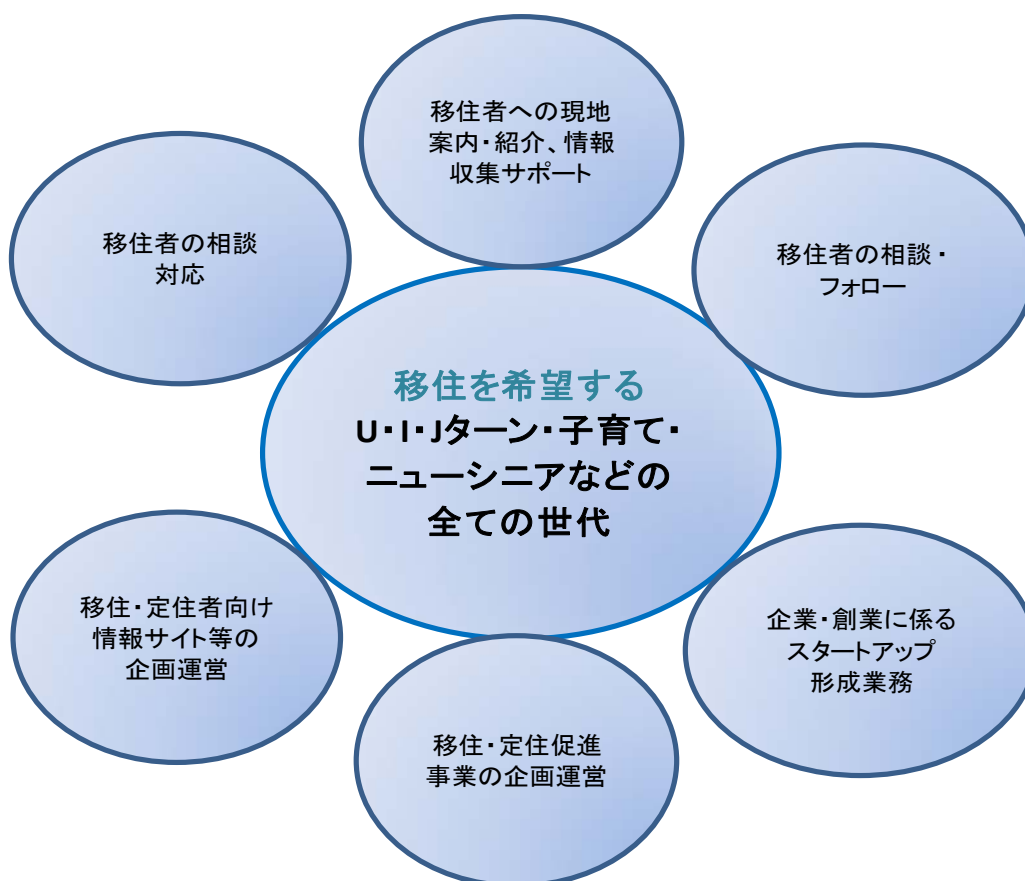 移住者への現地
案内・紹介、情報
収集サポート
移住者の相談
対応
移住者の相談・
フォロー
移住を希望する
U・I・Jターン・子育て・
ニューシニアなどの
全ての世代
移住・定住者向け
情報サイト等の
企画運営
企業・創業に係る
スタートアップ
形成業務
移住・定住促進
事業の企画運営